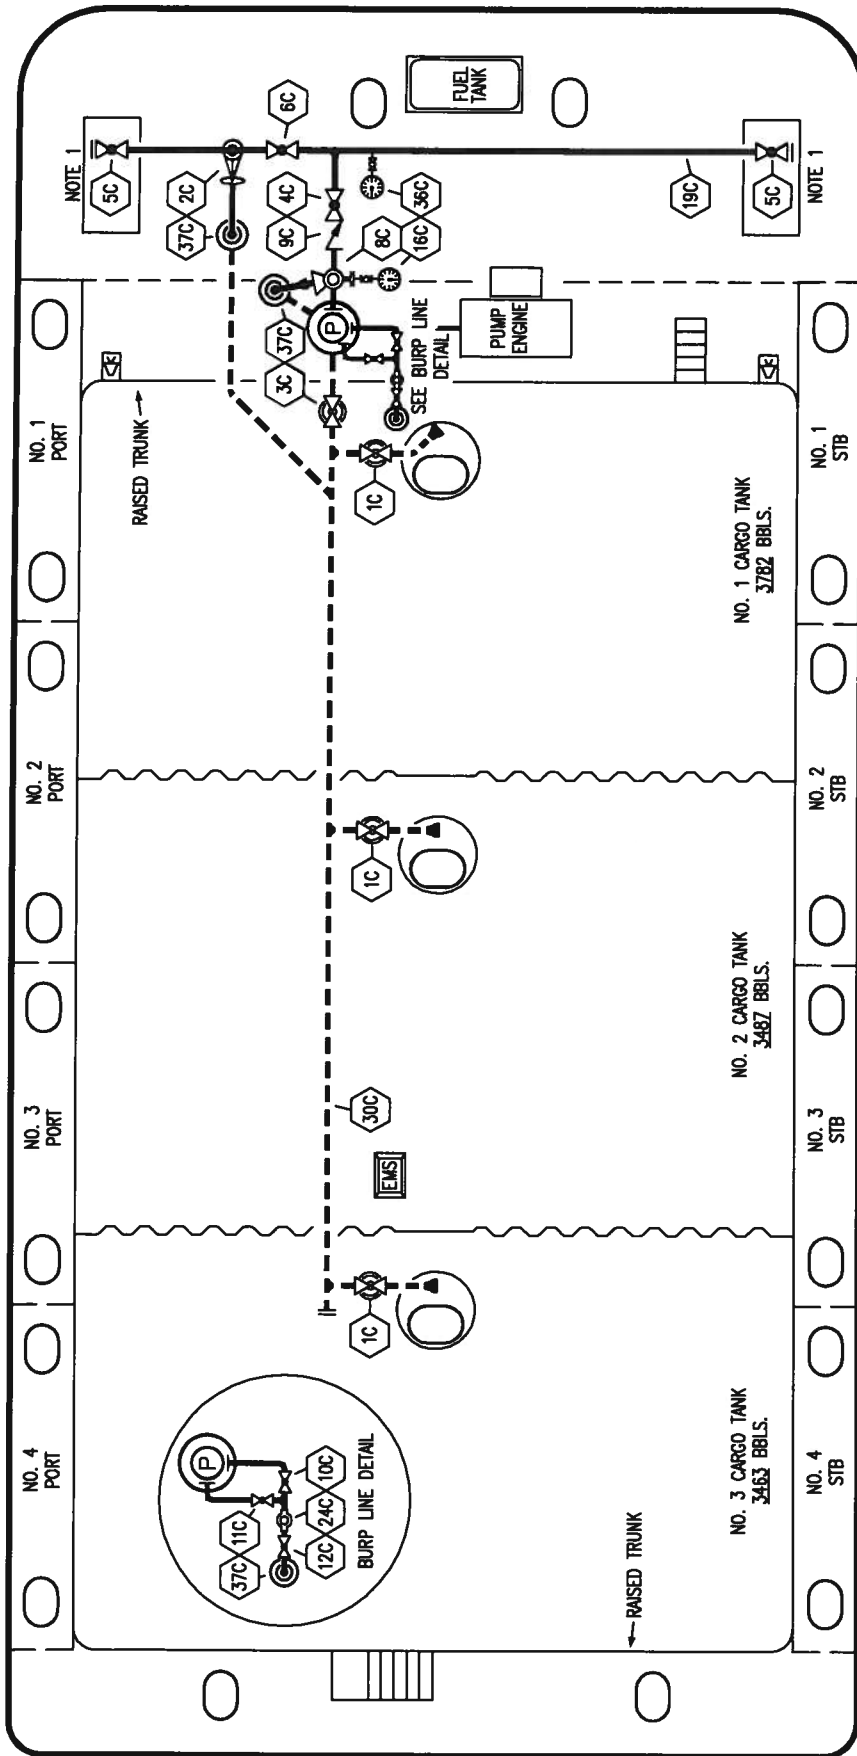 FUEL
TANK
NOTE 1
5C
2C
37C
6C
4C
9C
36C
8C
16C
19C
5C
NOTE 1
37C
3C
P
SEE BURP LINE
DETAIL
PUMP
ENGINE
NO. 1
PORT
RAISED TRUNK
1C
NO. 1 CARGO TANK
3782 BBLS.
NO. 1
STB
NO. 2
PORT
1C
NO. 2
STB
NO. 2 CARGO TANK
3487 BBLS.
NO. 3
PORT
30C
EMS
NO. 3
STB
1C
NO. 4
PORT
P
37C
11C
12C
24C
10C
BURP LINE DETAIL
NO. 3 CARGO TANK
3463 BBLS.
NO. 4
STB
RAISED TRUNK